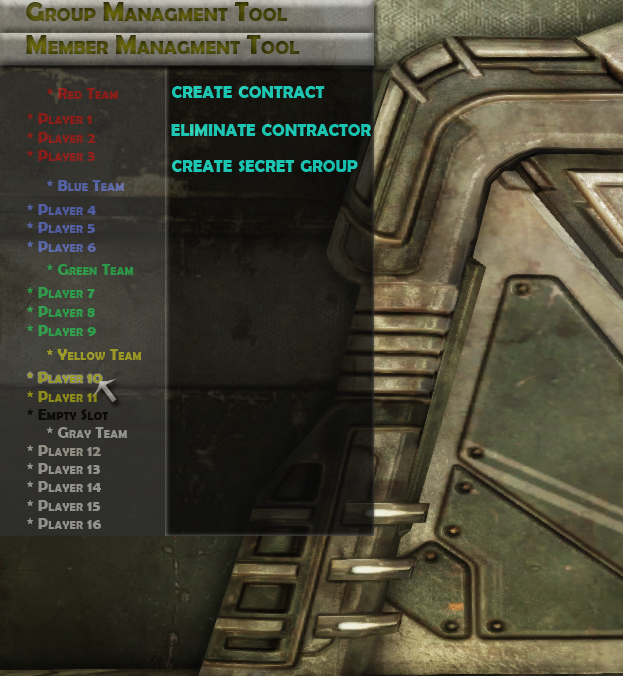 Group Managment Tool
Member Managment Tool
* Red Team
* Player 1
* Player 2
* Player 3
* Blue Team
* Player 4
* Player 5
* Player 6
* Green Team
* Player 7
* Player 8
* Player 9
* Yellow Team
* Player 10
* Player 11
* Empty Slot
* Gray Team
* Player 12
* Player 13
* Player 14
* Player 15
* Player 16
CREATE CONTRACT
ELIMINATE CONTRACTOR
CREATE SECRET GROUP